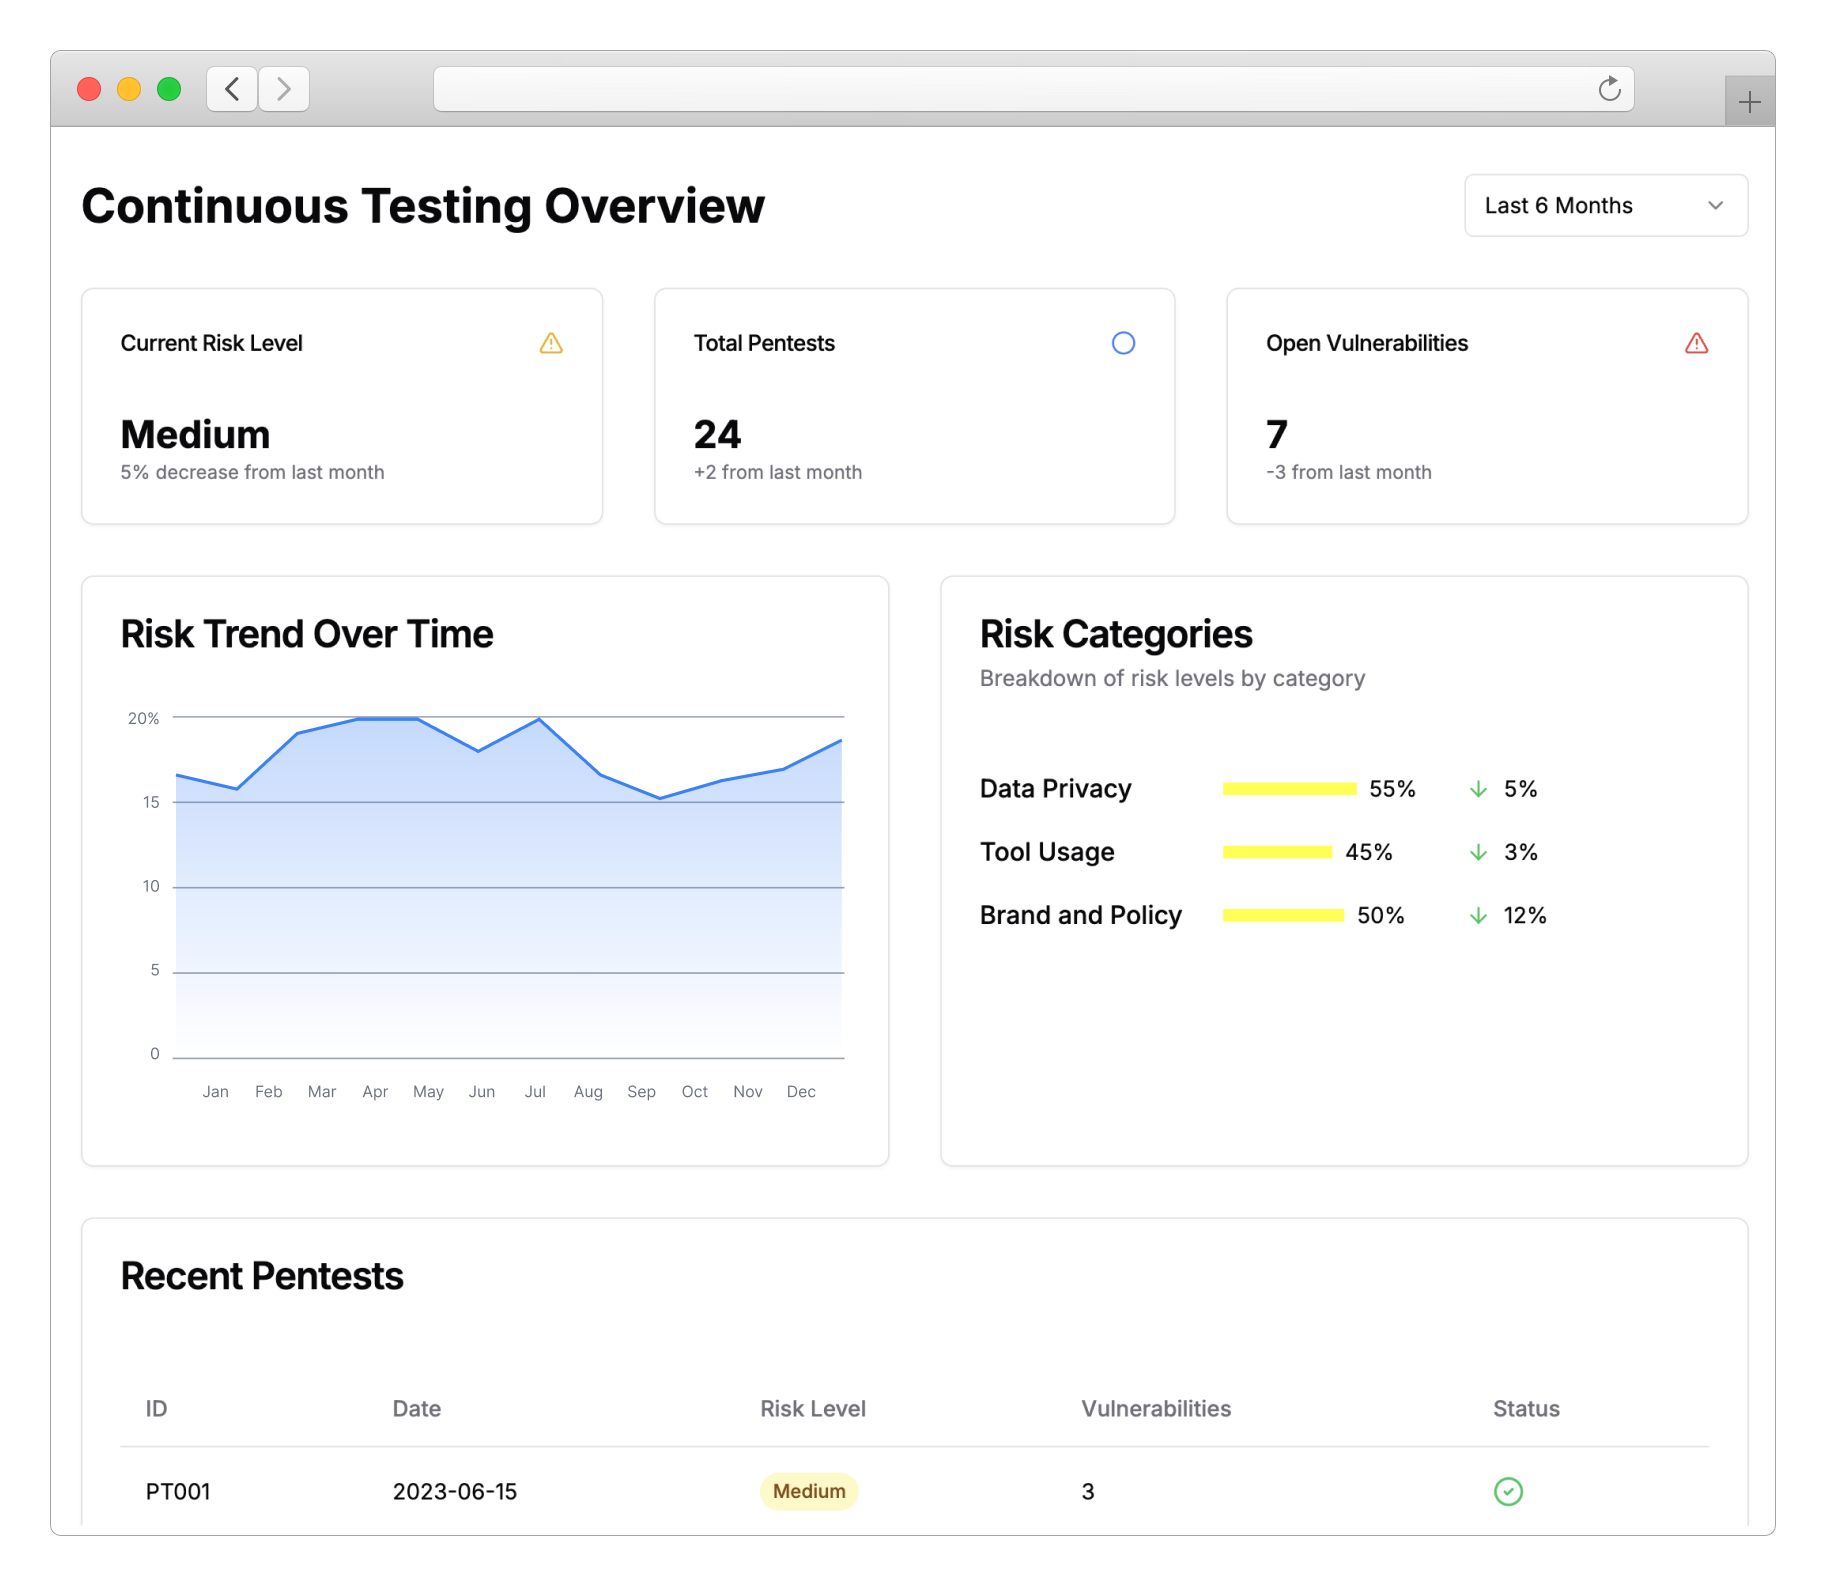 Continuous Testing Overview
Last 6 Months
Current Risk Level
Medium
5% decrease from last month
Total Pentests
24
+2 from last month
Open Vulnerabilities
7
-3 from last month
Risk Trend Over Time
20%
15
10
5
0
Jan Feb Mar Apr May Jun Jul Aug Sep Oct Nov Dec
Risk Categories
Breakdown of risk levels by category
Data Privacy 55% 5%
Tool Usage 45% 3%
Brand and Policy 50% 12%
Recent Pentests
ID Date Risk Level Vulnerabilities Status
PT001 2023-06-15 Medium 3